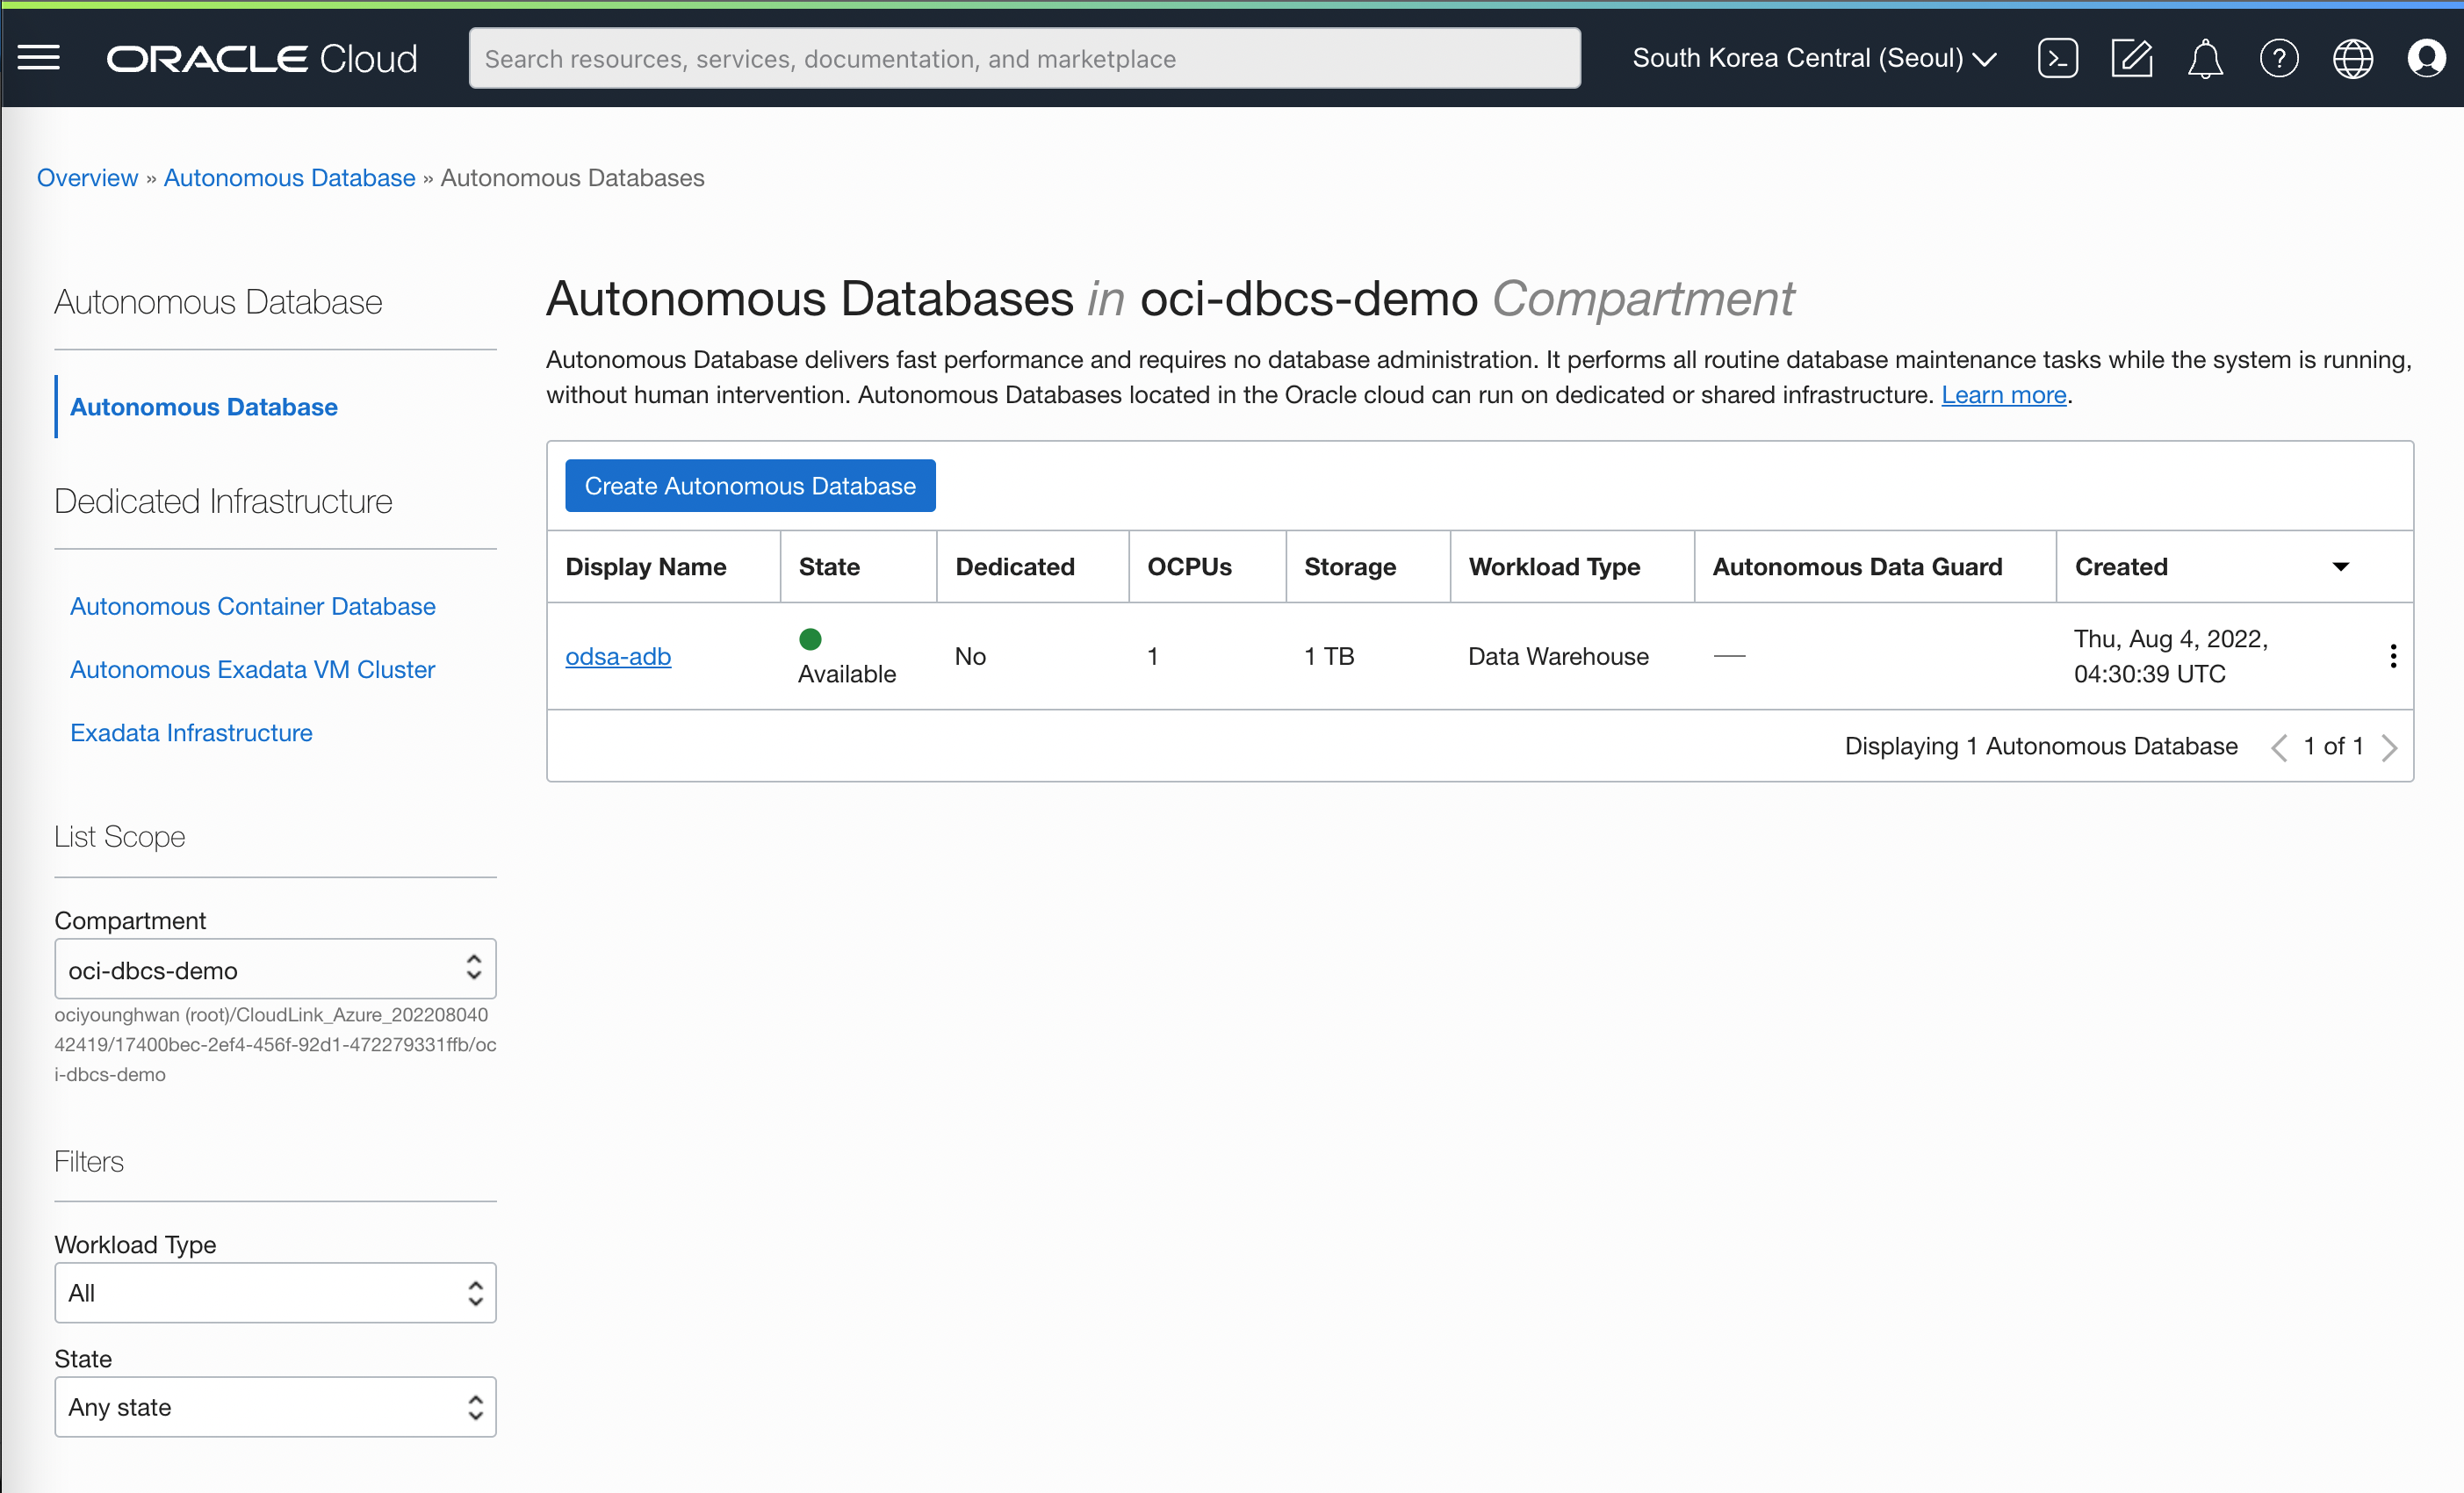 ORACLE Cloud
Search resources, services, documentation, and marketplace
South Korea Central (Seoul)
Overview » Autonomous Database » Autonomous Databases
Autonomous Database
Autonomous Database
Dedicated Infrastructure
Autonomous Container Database
Autonomous Exadata VM Cluster
Exadata Infrastructure
List Scope
Compartment
oci-dbcs-demo
ociyounghwan (root)/CloudLink_Azure_202208040
42419/17400bec-2ef4-456f-92d1-472279331ffb/oc
i-dbcs-demo
Filters
Workload Type
All
State
Any state
Autonomous Databases in oci-dbcs-demo Compartment
Autonomous Database delivers fast performance and requires no database administration. It performs all routine database maintenance tasks while the system is running,
without human intervention. Autonomous Databases located in the Oracle cloud can run on dedicated or shared infrastructure. Learn more.
Create Autonomous Database
Display Name State Dedicated OCPUs Storage Workload Type Autonomous Data Guard Created
odsa-adb Available No 1 1 TB Data Warehouse — Thu, Aug 4, 2022,
04:30:39 UTC
Displaying 1 Autonomous Database 1 of 1